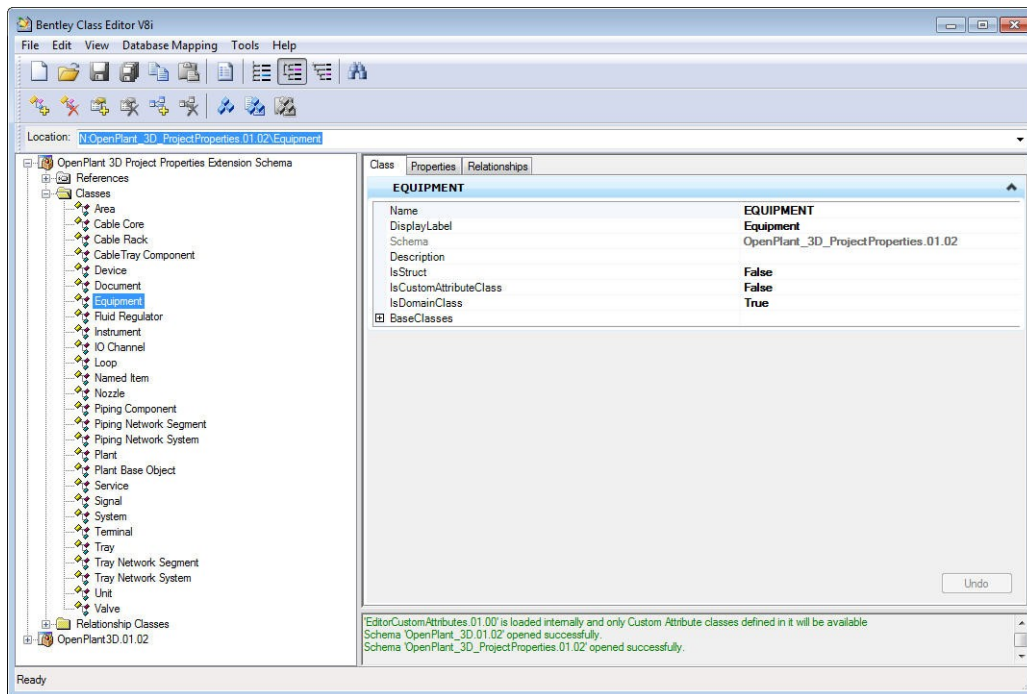 Bentley Class Editor V8i
File Edit View Database Mapping Tools Help
Location: N:OpenPlant_3D_ProjectProperties.01.02\Equipment
OpenPlant 3D Project Properties Extension Schema
References
Classes
Area
Cable Core
Cable Rack
CableTray Component
Device
Document
Equipment
Fluid Regulator
Instrument
IO Channel
Loop
Named Item
Nozzle
Piping Component
Piping Network Segment
Piping Network System
Plant
Plant Base Object
Service
Signal
System
Terminal
Tray
Tray Network Segment
Tray Network System
Unit
Valve
Relationship Classes
OpenPlant3D.01.02
Class Properties Relationships
EQUIPMENT
Name EQUIPMENT
DisplayLabel Equipment
Schema OpenPlant_3D_ProjectProperties.01.02
Description
IsStruct False
IsCustomAttributeClass False
IsDomainClass True
BaseClasses
Undo
'EditorCustomAttributes.01.00' is loaded internally and only Custom Attribute classes defined in it will be available
Schema 'OpenPlant_3D.01.02' opened successfully.
Schema 'OpenPlant_3D_ProjectProperties.01.02' opened successfully.
Ready